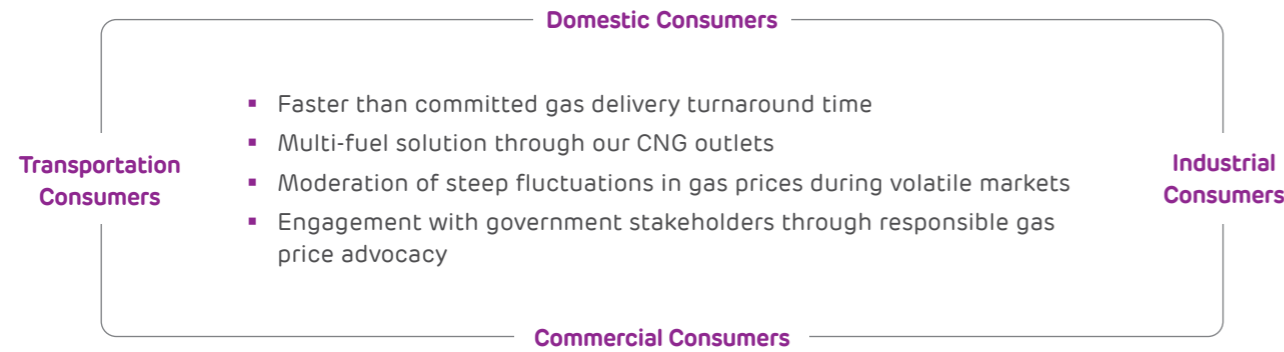 Domestic Consumers
▪ Faster than committed gas delivery turnaround time
▪ Multi-fuel solution through our CNG outlets
▪ Moderation of steep fluctuations in gas prices during volatile markets
▪ Engagement with government stakeholders through responsible gas
price advocacy
Transportation
Consumers
Industrial
Consumers
Commercial Consumers